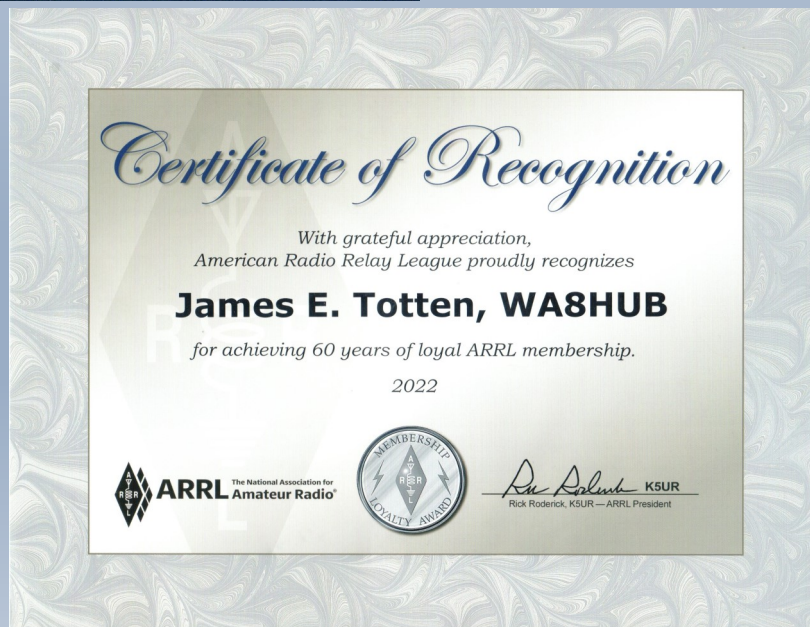 Certificate of Recognition
With grateful appreciation,
American Radio Relay League proudly recognizes
James E. Totten, WA8HUB
for achieving 60 years of loyal ARRL membership.
2022
ARRL
ARRL The National Association for
Amateur Radio®
MEMBERSHIP
ARRL
LOYALTY AWARD
K5UR
Rick Roderick, K5UR — ARRL President